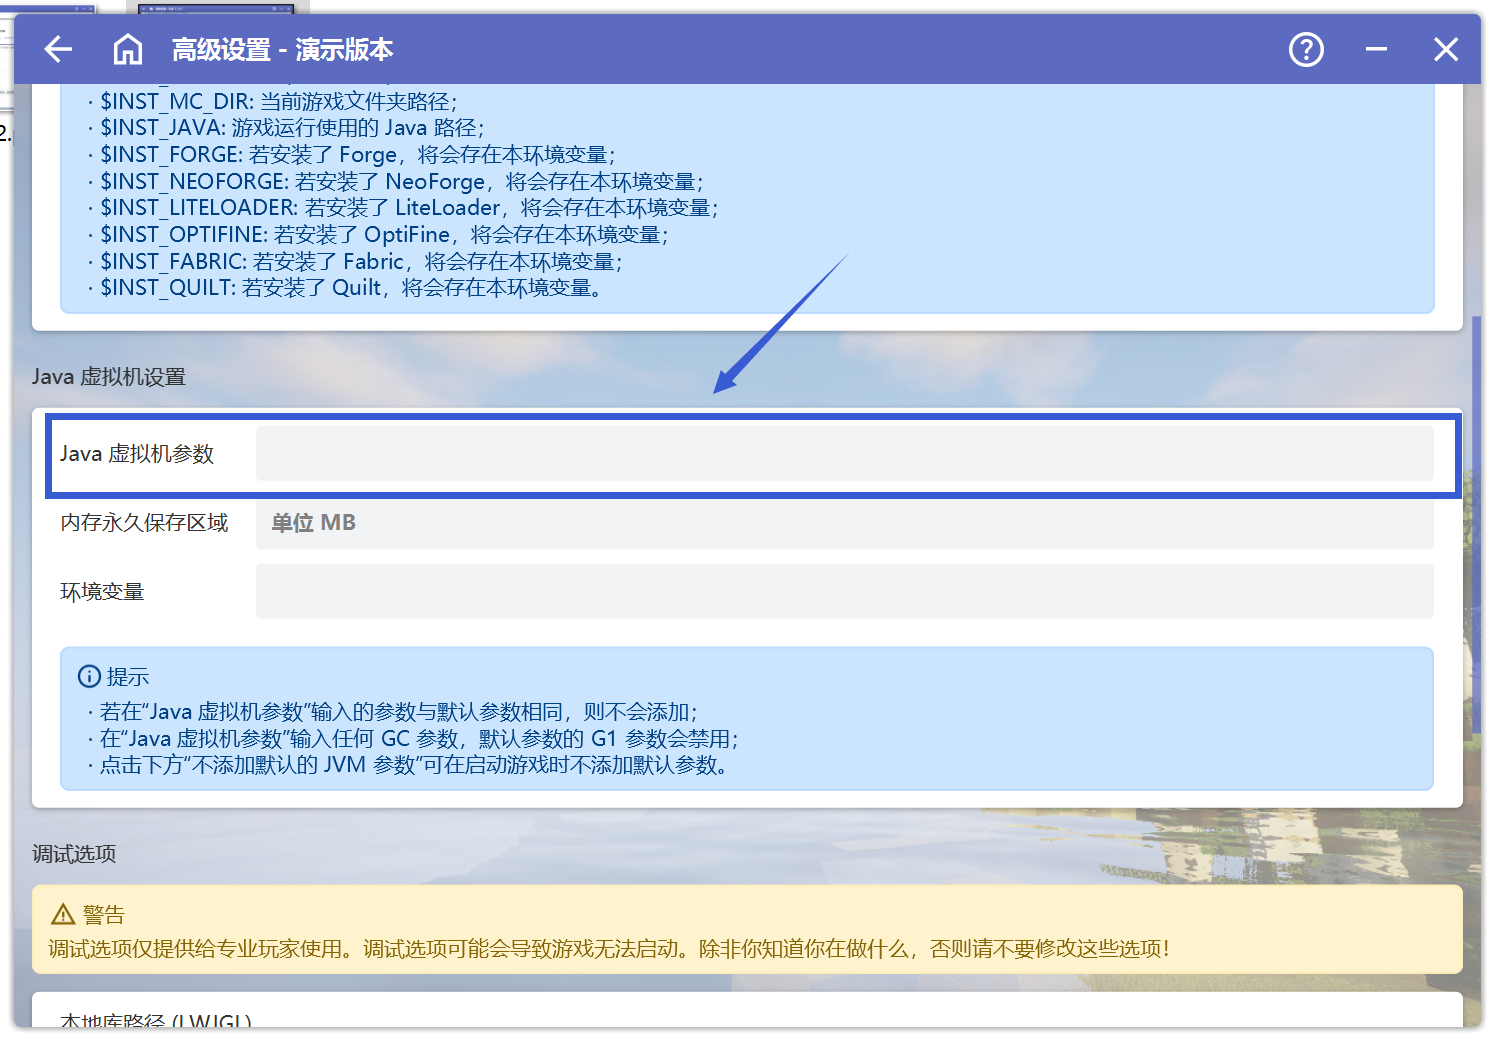 高级设置 - 演示版本
· $INST_MC_DIR: 当前游戏文件夹路径；
· $INST_JAVA: 游戏运行使用的 Java 路径；
· $INST_FORGE: 若安装了 Forge，将会存在本环境变量；
· $INST_NEOFORGE: 若安装了 NeoForge，将会存在本环境变量；
· $INST_LITELOADER: 若安装了 LiteLoader，将会存在本环境变量；
· $INST_OPTIFINE: 若安装了 OptiFine，将会存在本环境变量；
· $INST_FABRIC: 若安装了 Fabric，将会存在本环境变量；
· $INST_QUILT: 若安装了 Quilt，将会存在本环境变量。
Java 虚拟机设置
Java 虚拟机参数
内存永久保存区域 单位 MB
环境变量
提示
· 若在“Java 虚拟机参数”输入的参数与默认参数相同，则不会添加；
· 在“Java 虚拟机参数”输入任何 GC 参数，默认参数的 G1 参数会禁用；
· 点击下方“不添加默认的 JVM 参数”可在启动游戏时不添加默认参数。
调试选项
警告
调试选项仅提供给专业玩家使用。调试选项可能会导致游戏无法启动。除非你知道你在做什么，否则请不要修改这些选项！
本地库路径 (LWJGL)